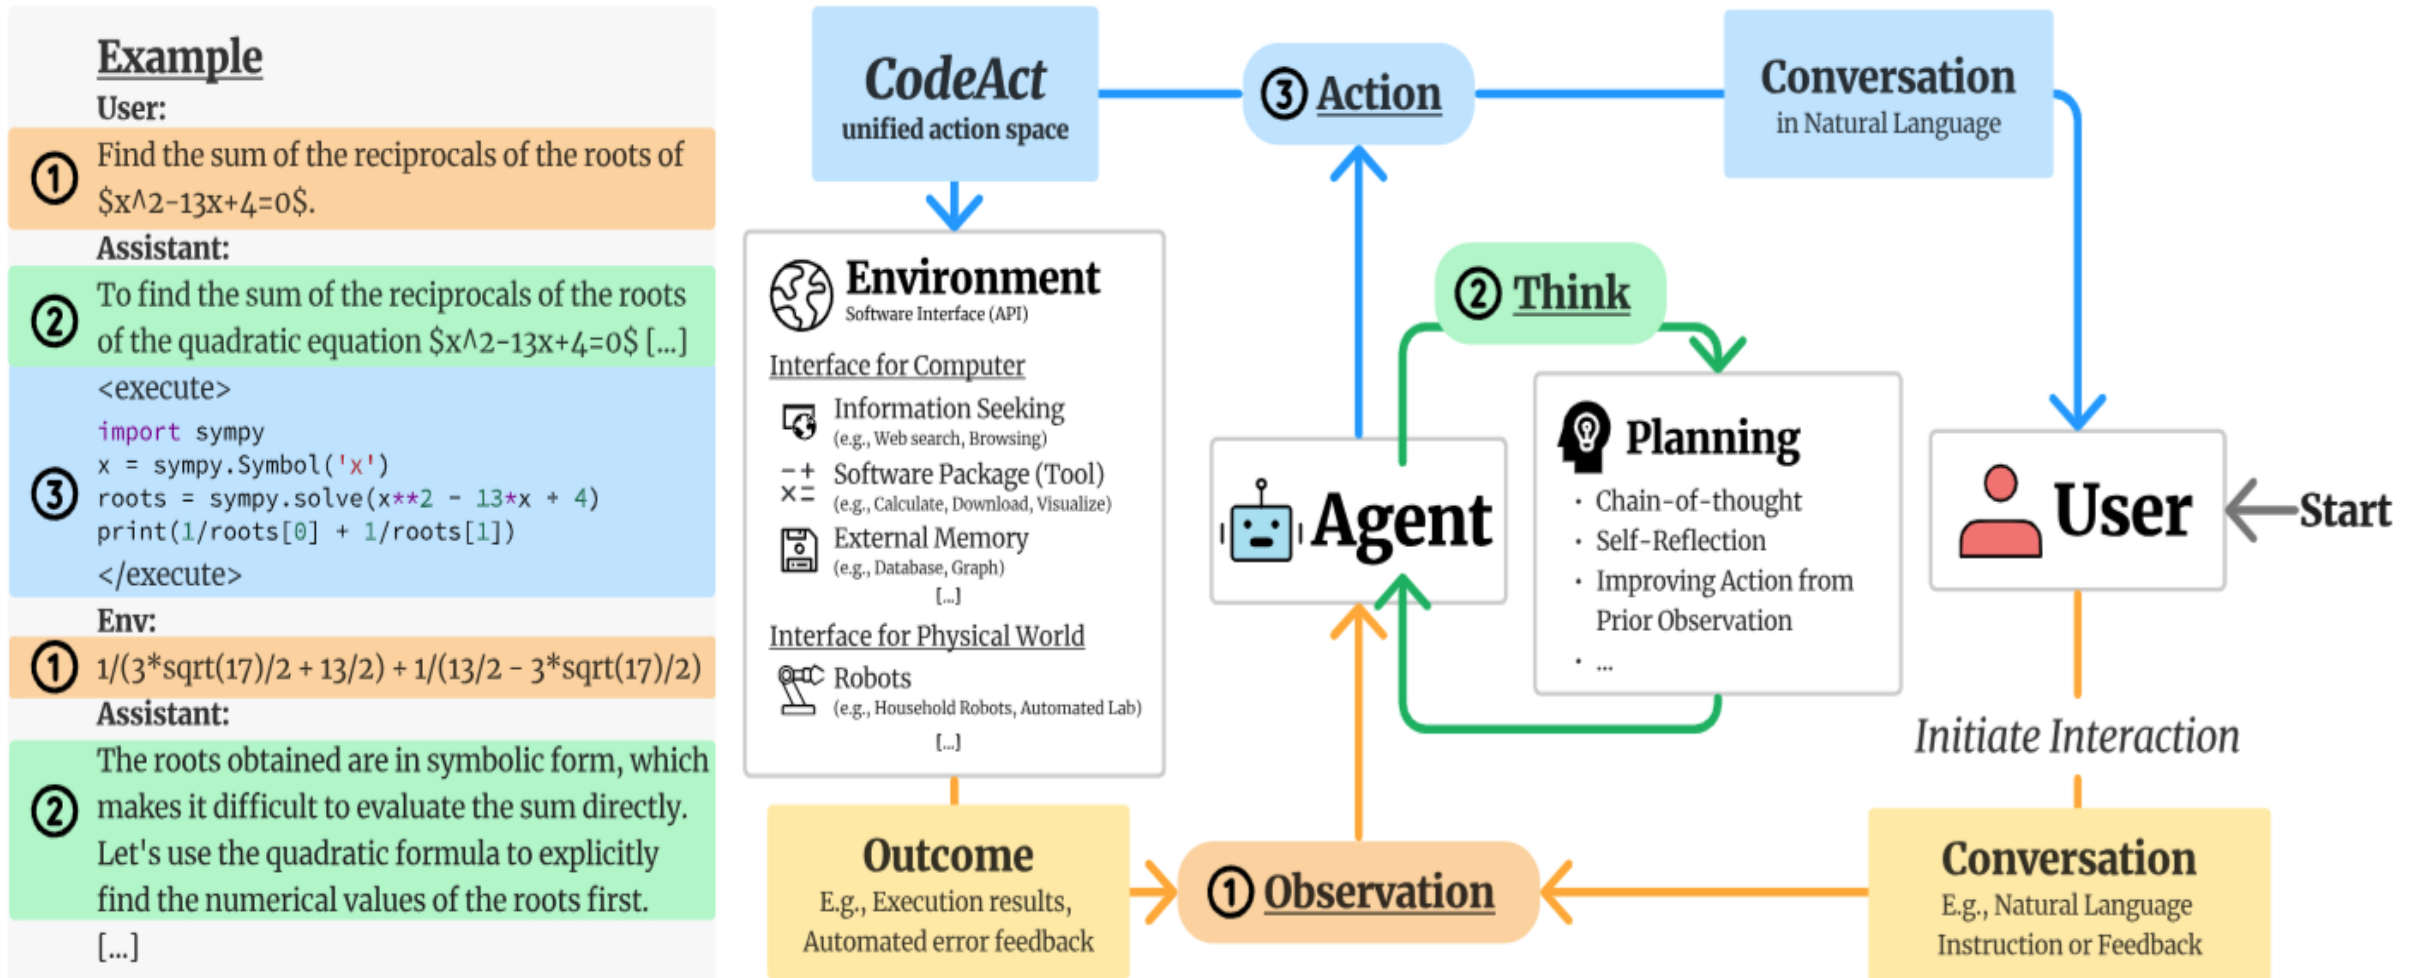 Example
User:
① Find the sum of the reciprocals of the roots of
$x^2-13x+4=0$.
Assistant:
② To find the sum of the reciprocals of the roots
of the quadratic equation $x^2-13x+4=0$ [...]
<execute>
③ import sympy
x = sympy.Symbol('x')
roots = sympy.solve(x**2 - 13*x + 4)
print(1/roots[0] + 1/roots[1])
</execute>
Env:
① 1/(3*sqrt(17)/2 + 13/2) + 1/(13/2 - 3*sqrt(17)/2)
Assistant:
② The roots obtained are in symbolic form, which
makes it difficult to evaluate the sum directly.
Let's use the quadratic formula to explicitly
find the numerical values of the roots first.
[...]
CodeAct
unified action space
③ Action
Conversation
in Natural Language
Environment
Software Interface (API)
Interface for Computer
Information Seeking
(e.g., Web search, Browsing)
Software Package (Tool)
(e.g., Calculate, Download, Visualize)
External Memory
(e.g., Database, Graph)
[...]
Interface for Physical World
Robots
(e.g., Household Robots, Automated Lab)
[...]
② Think
Agent
Planning
· Chain-of-thought
· Self-Reflection
· Improving Action from
Prior Observation
· ...
User
Start
Initiate Interaction
Outcome
E.g., Execution results,
Automated error feedback
① Observation
Conversation
E.g., Natural Language
Instruction or Feedback